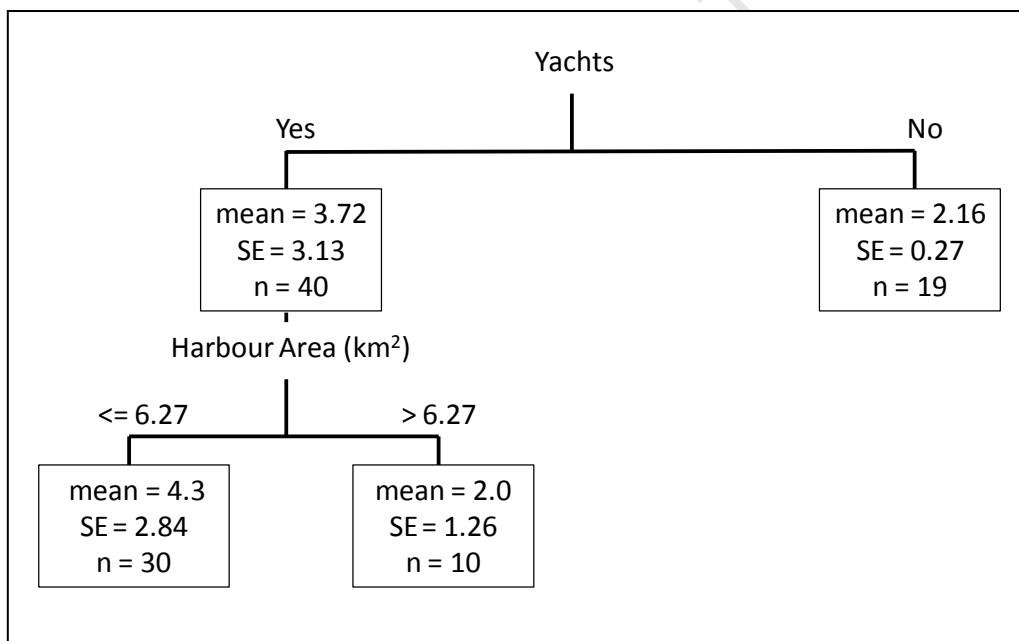 Yachts
Yes
No
mean = 3.72
SE = 3.13
n = 40
mean = 2.16
SE = 0.27
n = 19
Harbour Area (km²)
<= 6.27
> 6.27
mean = 4.3
SE = 2.84
n = 30
mean = 2.0
SE = 1.26
n = 10